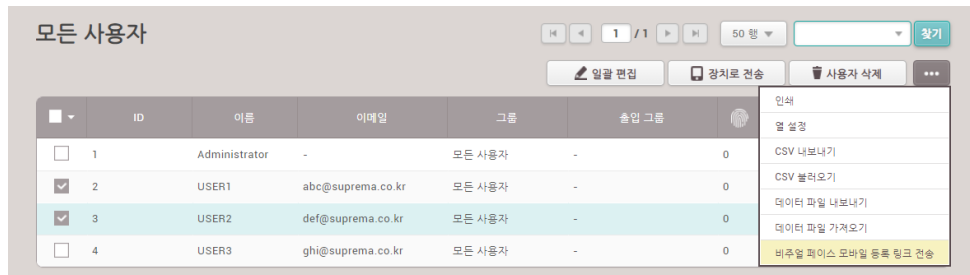 모든 사용자
1 / 1
50 행
찾기
일괄 편집
장치로 전송
사용자 삭제
•••
ID 이름 이메일 그룹 출입 그룹
1 Administrator - 모든 사용자 - 0
2 USER1 abc@suprema.co.kr 모든 사용자 - 0
3 USER2 def@suprema.co.kr 모든 사용자 - 0
4 USER3 ghi@suprema.co.kr 모든 사용자 - 0
인쇄
열 설정
CSV 내보내기
CSV 불러오기
데이터 파일 내보내기
데이터 파일 가져오기
비주얼 페이스 모바일 등록 링크 전송